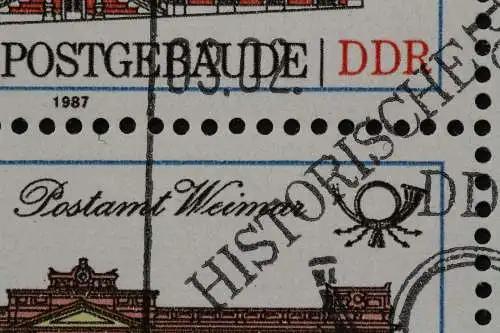 POSTGEBÄUDE | DDR
03.02.
1987
Postamt Weimar
HISTORISCHE
DD